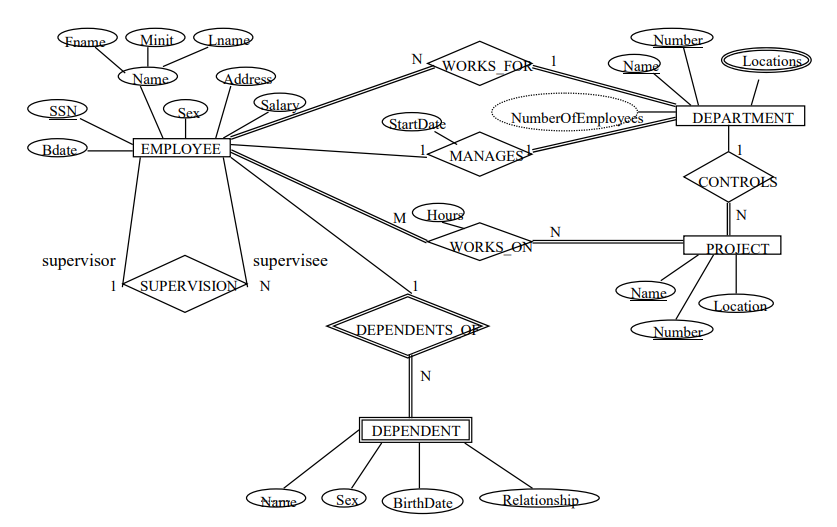 Fname
Minit
Lname
Name
Address
SSN
Sex
Salary
Bdate
EMPLOYEE
N
WORKS_FOR
1
Number
Name
Locations
NumberOfEmployees
DEPARTMENT
StartDate
1
MANAGES
1
1
CONTROLS
N
M
Hours
WORKS_ON
N
PROJECT
Name
Location
Number
supervisor
supervisee
1
SUPERVISION
N
1
DEPENDENTS_OF
N
DEPENDENT
Name
Sex
BirthDate
Relationship